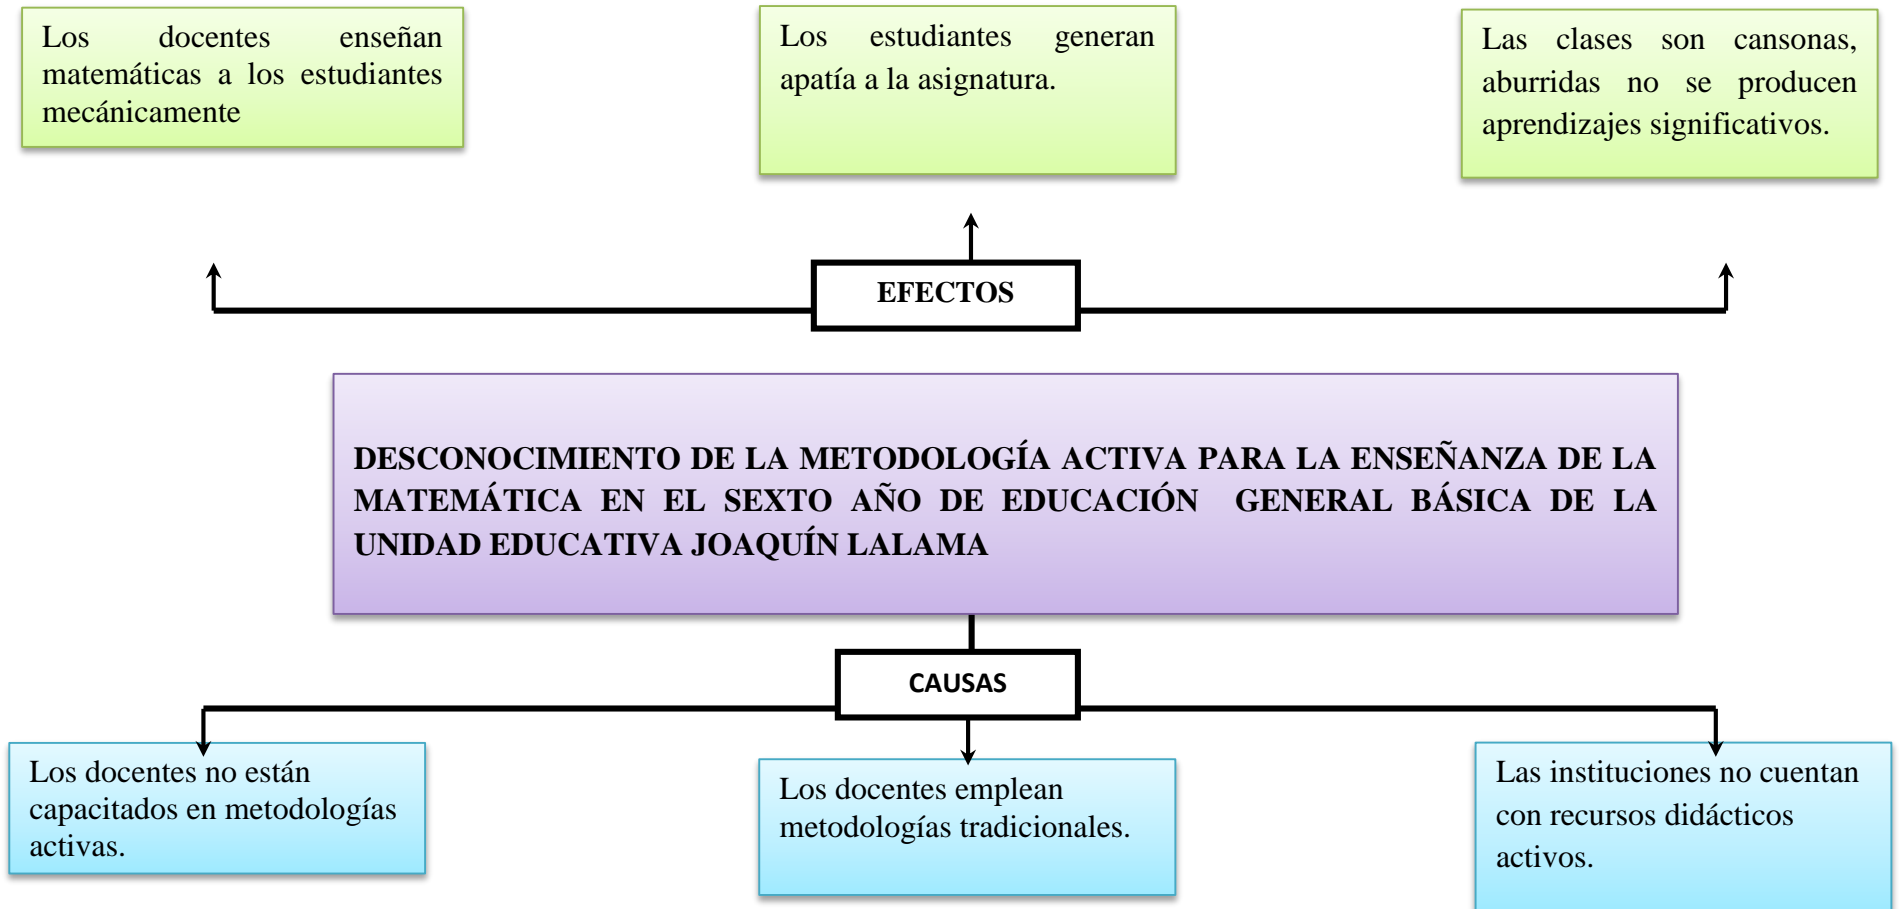 Los docentes enseñan
matemáticas a los estudiantes
mecánicamente
Los estudiantes generan
apatía a la asignatura.
Las clases son cansonas,
aburridas no se producen
aprendizajes significativos.
EFECTOS
DESCONOCIMIENTO DE LA METODOLOGÍA ACTIVA PARA LA ENSEÑANZA DE LA
MATEMÁTICA EN EL SEXTO AÑO DE EDUCACIÓN GENERAL BÁSICA DE LA
UNIDAD EDUCATIVA JOAQUÍN LALAMA
CAUSAS
Los docentes no están
capacitados en metodologías
activas.
Los docentes emplean
metodologías tradicionales.
Las instituciones no cuentan
con recursos didácticos
activos.